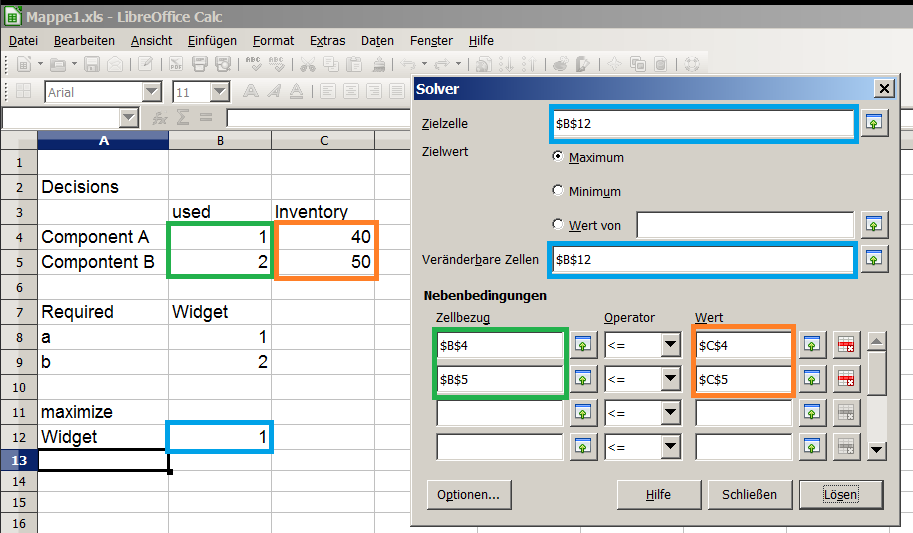 Mappe1.xls - LibreOffice Calc
Datei Bearbeiten Ansicht Einfügen Format Extras Daten Fenster Hilfe
Arial 11
A B C
1
2 Decisions
3 used Inventory
4 Component A 1 40
5 Compontent B 2 50
6
7 Required Widget
8 a 1
9 b 2
10
11 maximize
12 Widget 1
13
14
15
16
Solver
Zielzelle $B$12
Zielwert Maximum
Minimum
Wert von
Veränderbare Zellen $B$12
Nebenbedingungen
Zellbezug Operator Wert
$B$4 <= $C$4
$B$5 <= $C$5
<=
<=
Optionen... Hilfe Schließen Lösen